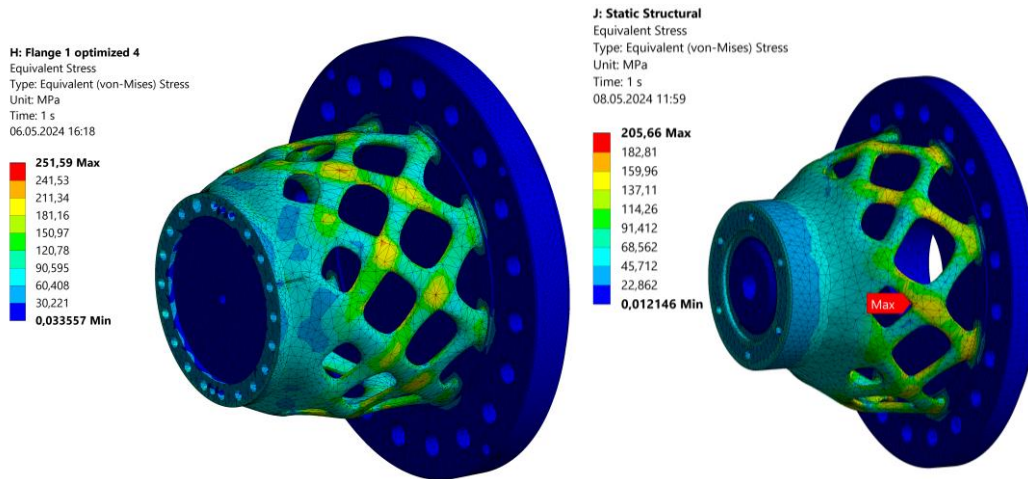 H: Flange 1 optimized 4
Equivalent Stress
Type: Equivalent (von-Mises) Stress
Unit: MPa
Time: 1 s
06.05.2024 16:18
251,59 Max
241,53
211,34
181,16
150,97
120,78
90,595
60,408
30,221
0,033557 Min
J: Static Structural
Equivalent Stress
Type: Equivalent (von-Mises) Stress
Unit: MPa
Time: 1 s
08.05.2024 11:59
205,66 Max
182,81
159,96
137,11
114,26
91,412
68,562
45,712
22,862
0,012146 Min
Max